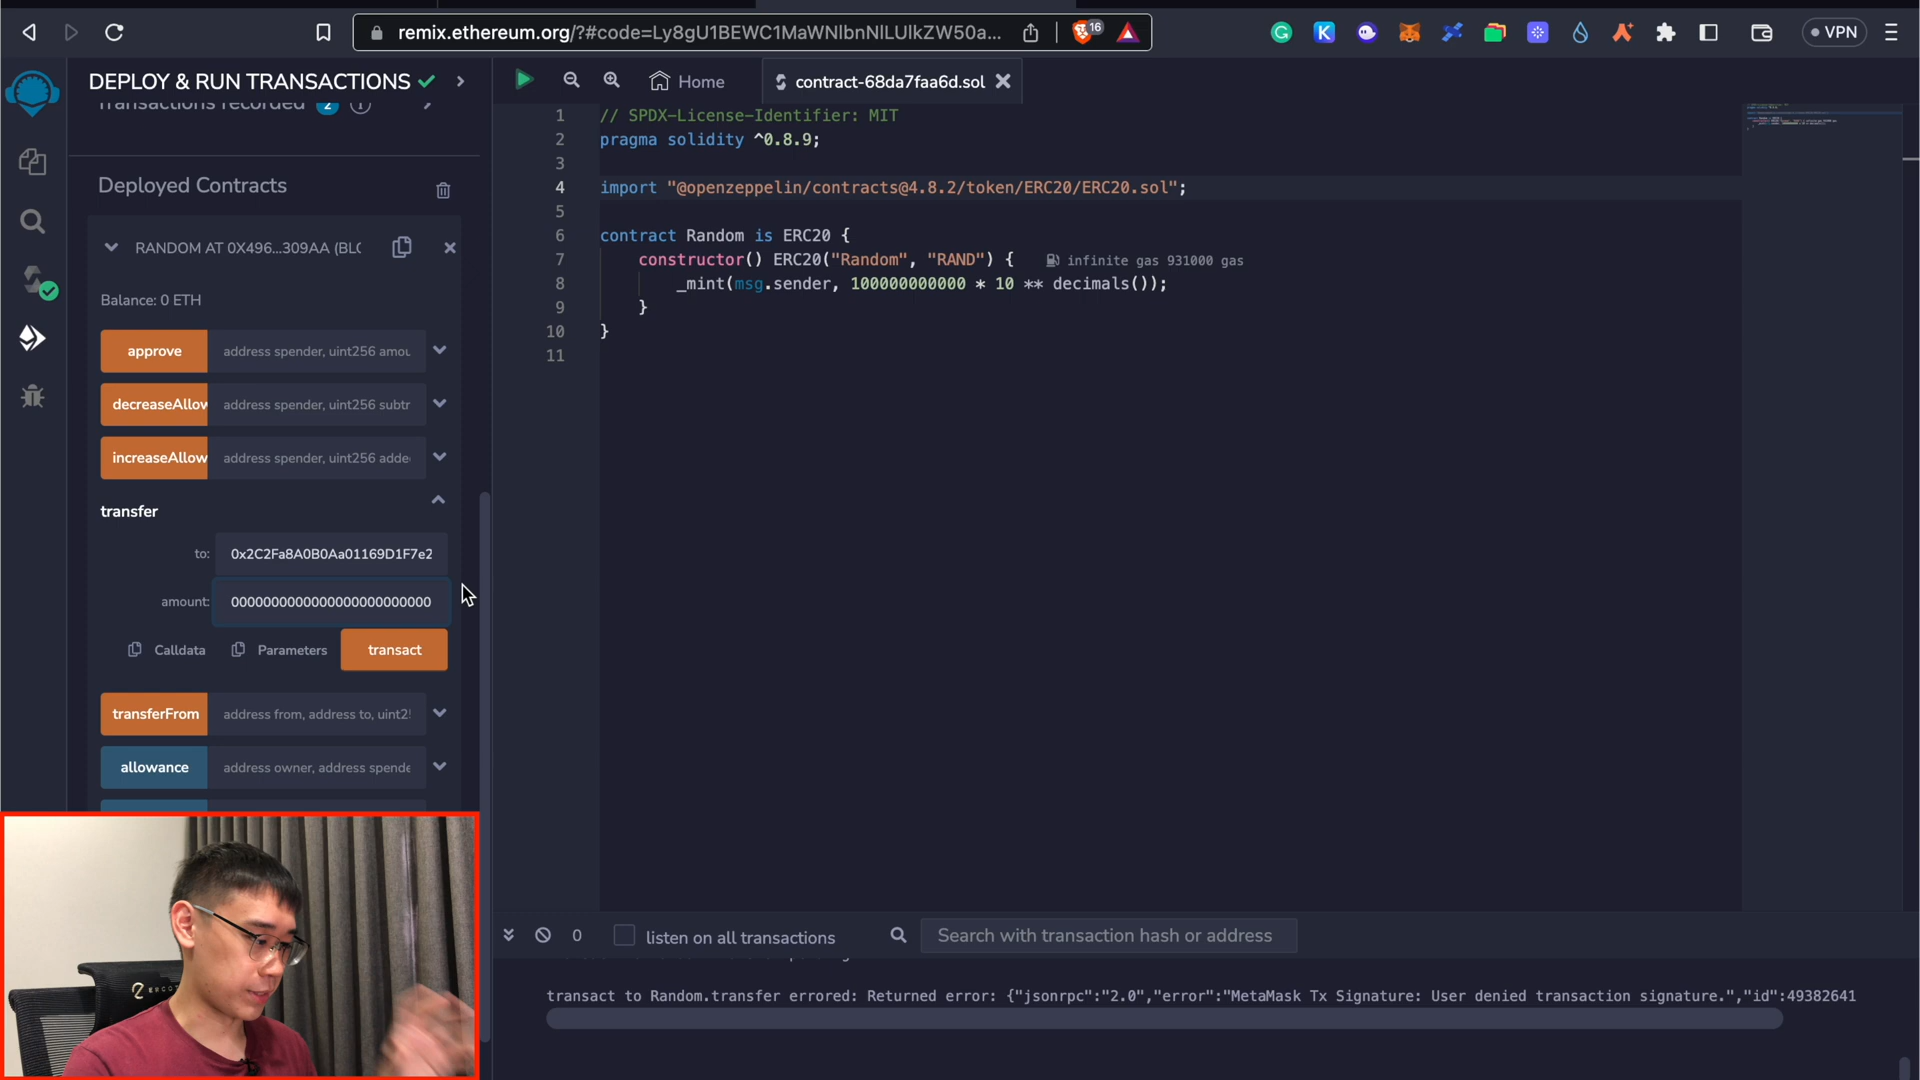 remix.ethereum.org/?#code=Ly8gU1BEWC1MaWNlbnNlLUlkZW50a...
16
VPN
DEPLOY & RUN TRANSACTIONS
Home
contract-68da7faa6d.sol
Transactions recorded 2 i
Deployed Contracts
RANDOM AT 0X496...309AA (BLO
Balance: 0 ETH
approve
address spender, uint256 amou
decreaseAllow
address spender, uint256 subtr
increaseAllow
address spender, uint256 adde
transfer
to:
0x2C2Fa8A0B0Aa01169D1F7e2
amount:
0000000000000000000000000
Calldata
Parameters
transact
transferFrom
address from, address to, uint2
allowance
address owner, address spende
1 // SPDX-License-Identifier: MIT
2 pragma solidity ^0.8.9;
3
4 import "@openzeppelin/contracts@4.8.2/token/ERC20/ERC20.sol";
5
6 contract Random is ERC20 {
7 constructor() ERC20("Random", "RAND") { infinite gas 931000 gas
8 _mint(msg.sender, 100000000000 * 10 ** decimals());
9 }
10 }
11
0
listen on all transactions
Search with transaction hash or address
transact to Random.transfer errored: Returned error: {"jsonrpc":"2.0","error":"MetaMask Tx Signature: User denied transaction signature.","id":49382641